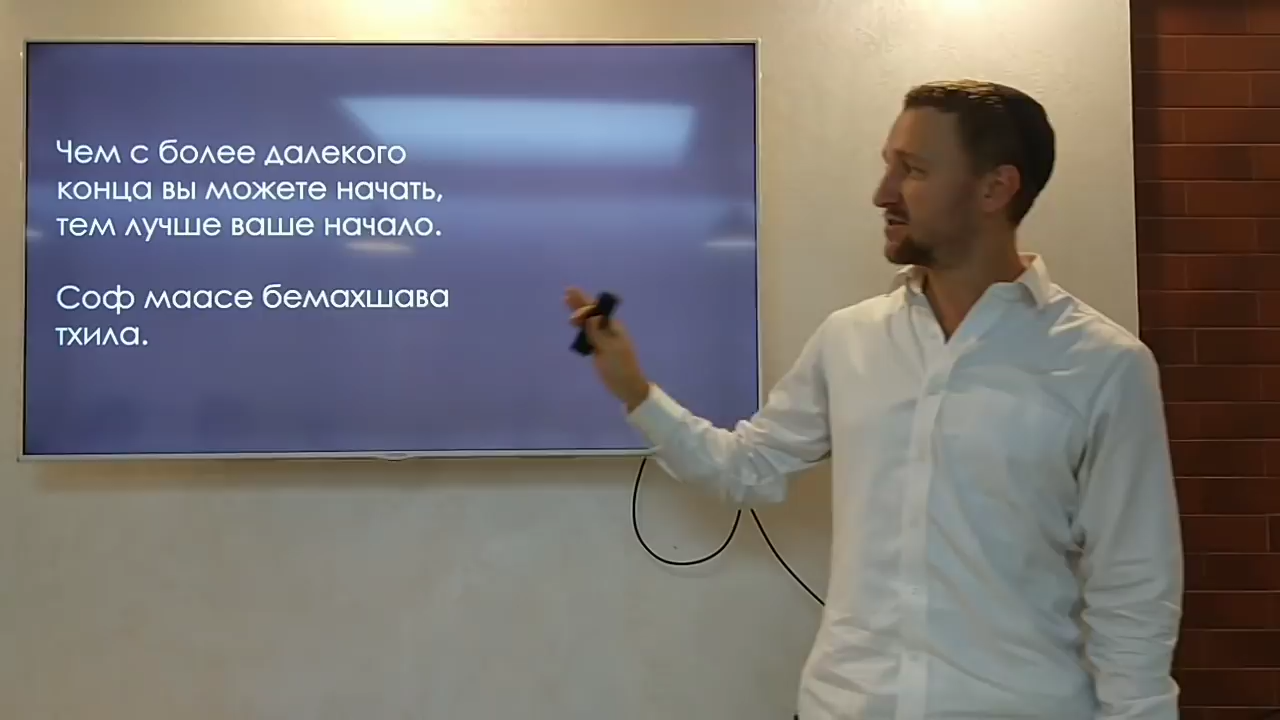 Чем с более далекого
конца вы можете начать,
тем лучше ваше начало.
Соф маасе бемахшава
тхила.